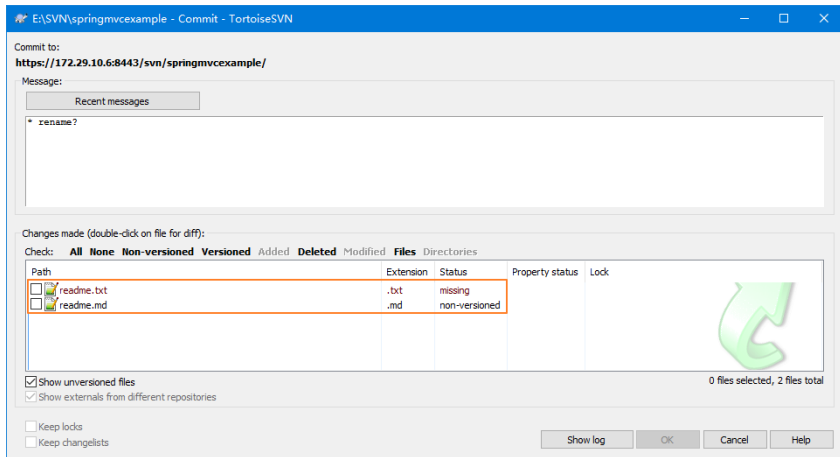 E:\SVN\springmvcexample - Commit - TortoiseSVN
Commit to:
https://172.29.10.6:8443/svn/springmvcexample/
Message:
Recent messages
* rename?
Changes made (double-click on file for diff):
Check: All None Non-versioned Versioned Added Deleted Modified Files Directories
Path Extension Status Property status Lock
readme.txt .txt missing
readme.md .md non-versioned
Show unversioned files 0 files selected, 2 files total
Show externals from different repositories
Keep locks
Keep changelists
Show log OK Cancel Help